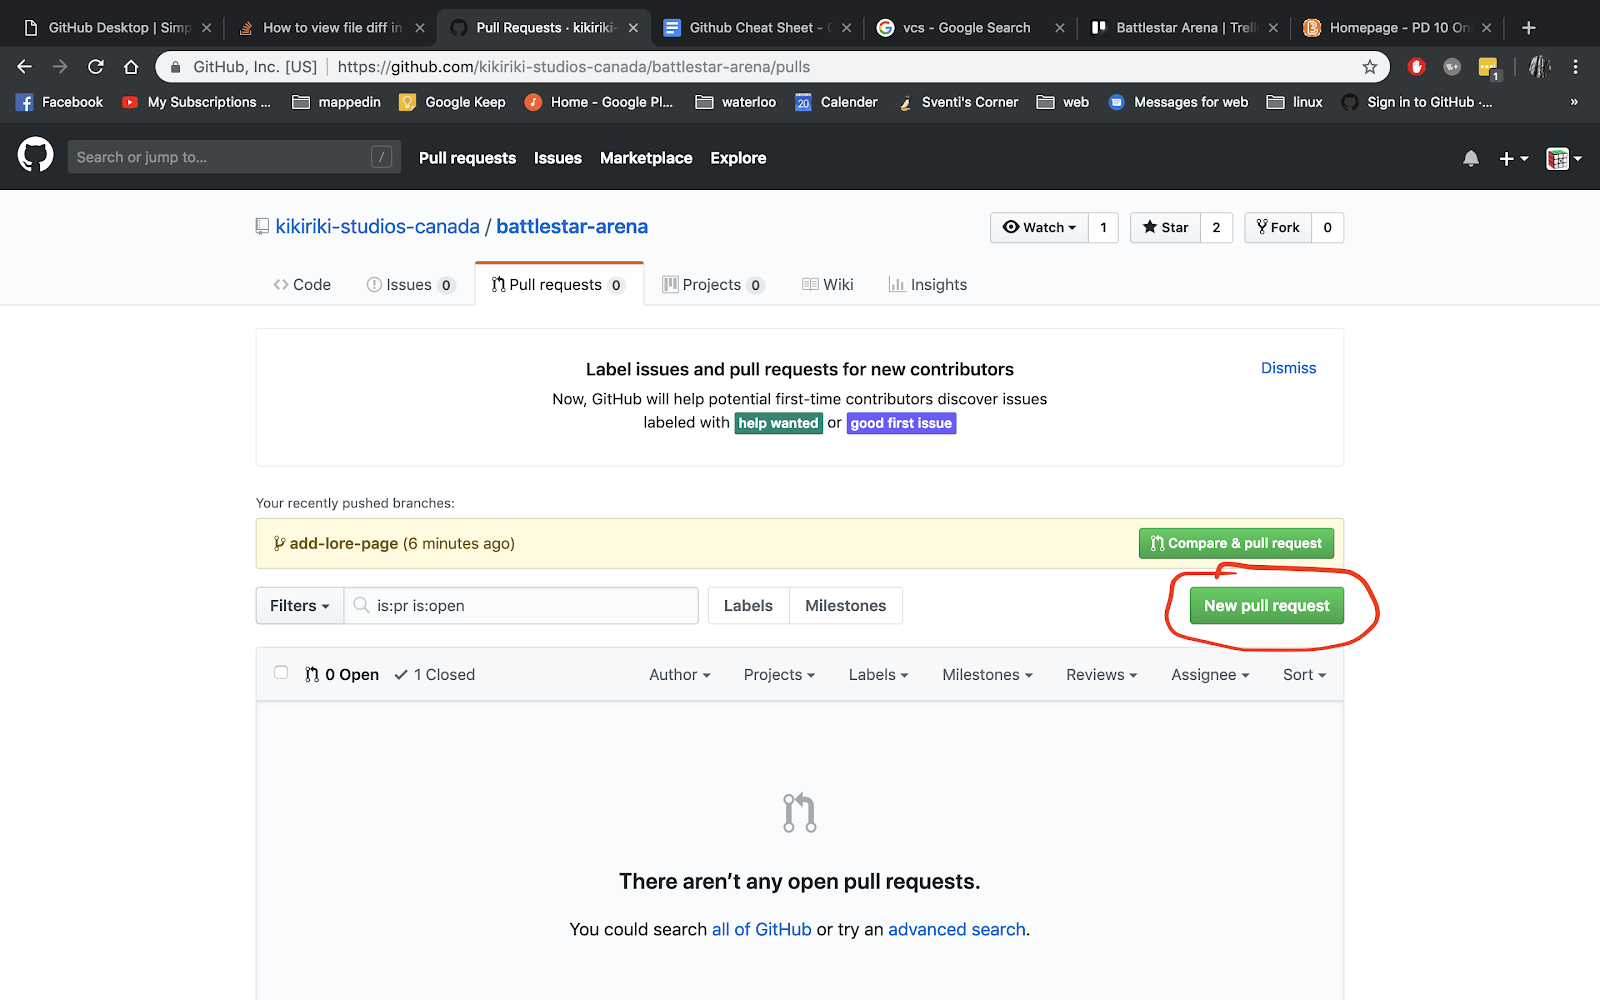 GitHub Desktop | Simp
How to view file diff in
Pull Requests · kikiriki-
Github Cheat Sheet -
vcs - Google Search
Battlestar Arena | Trell
Homepage - PD 10 On
GitHub, Inc. [US] | https://github.com/kikiriki-studios-canada/battlestar-arena/pulls
1
Facebook
My Subscriptions ...
mappedin
Google Keep
Home - Google Pl...
waterloo
20
Calender
Sventi's Corner
web
Messages for web
linux
Sign in to GitHub ·...
»
Search or jump to... /
Pull requests
Issues
Marketplace
Explore
kikiriki-studios-canada / battlestar-arena
Watch 1
Star 2
Fork 0
Code
Issues 0
Pull requests 0
Projects 0
Wiki
Insights
Label issues and pull requests for new contributors
Dismiss
Now, GitHub will help potential first-time contributors discover issues
labeled with help wanted or good first issue
Your recently pushed branches:
add-lore-page (6 minutes ago)
Compare & pull request
Filters
is:pr is:open
Labels
Milestones
New pull request
0 Open
1 Closed
Author
Projects
Labels
Milestones
Reviews
Assignee
Sort
There aren’t any open pull requests.
You could search all of GitHub or try an advanced search.